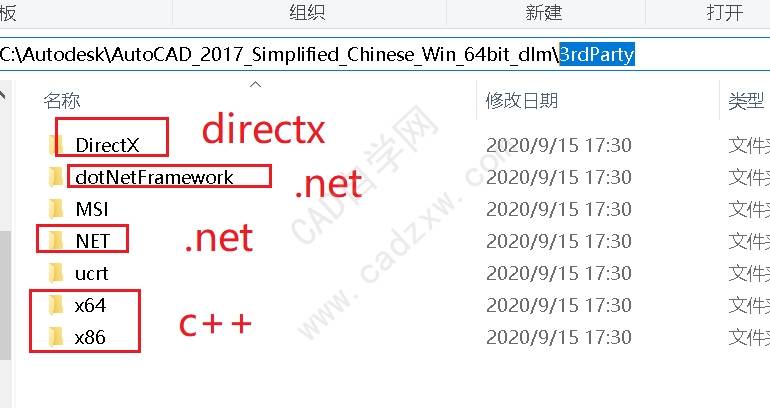 板 组织 新建 打开
C:\Autodesk\AutoCAD_2017_Simplified_Chinese_Win_64bit_dlm\3rdParty
名称 修改日期 类型
DirectX directx 2020/9/15 17:30 文件夹
dotNetFramework .net 2020/9/15 17:30 文件夹
MSI 2020/9/15 17:30 文件夹
NET .net 2020/9/15 17:30 文件夹
ucrt 2020/9/15 17:30 文件夹
x64 c++ 2020/9/15 17:30 文件夹
x86 2020/9/15 17:30 文件夹
CAD自学网
www.cadzxw.com